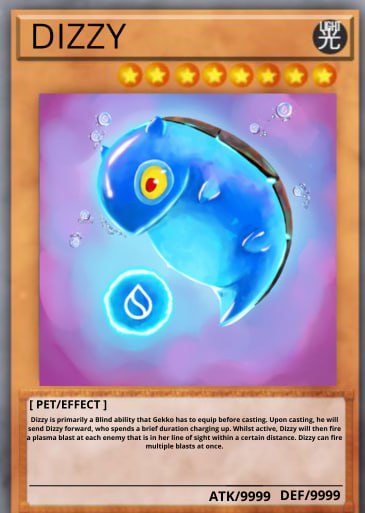 DIZZY
LIGHT
光
[ PET/EFFECT ]
Dizzy is primarily a Blind ability that Gekko has to equip before casting. Upon casting, he will
send Dizzy forward, who spends a brief duration charging up. Whilst active, Dizzy will then fire
a plasma blast at each enemy that is in her line of sight within a certain distance. Dizzy can fire
multiple blasts at once.
ATK/9999 DEF/9999